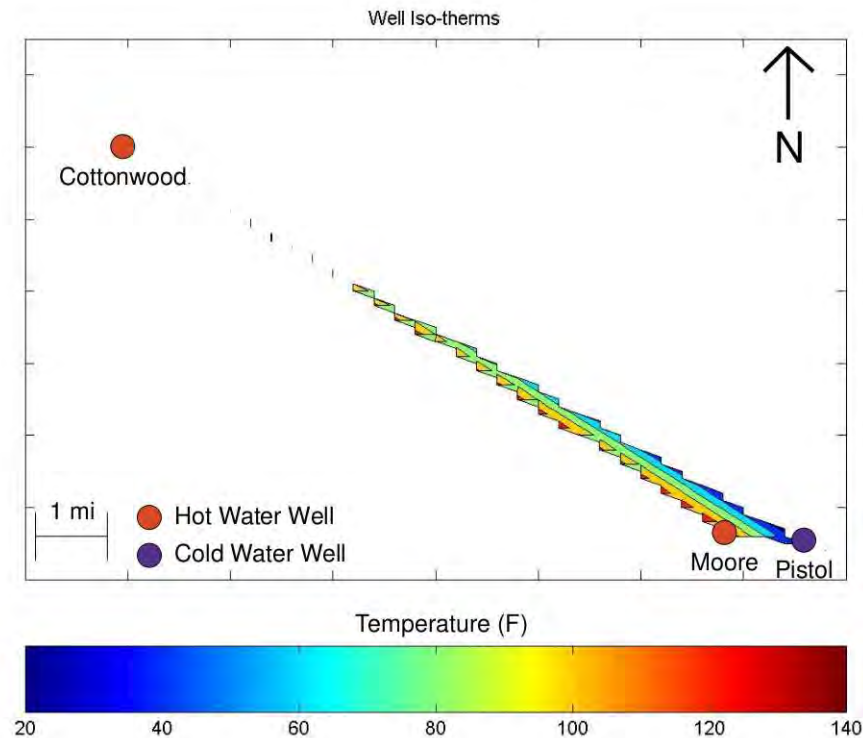 Well Iso-therms
N
Cottonwood
1 mi
Hot Water Well
Cold Water Well
Moore
Pistol
Temperature (F)
20 40 60 80 100 120 140